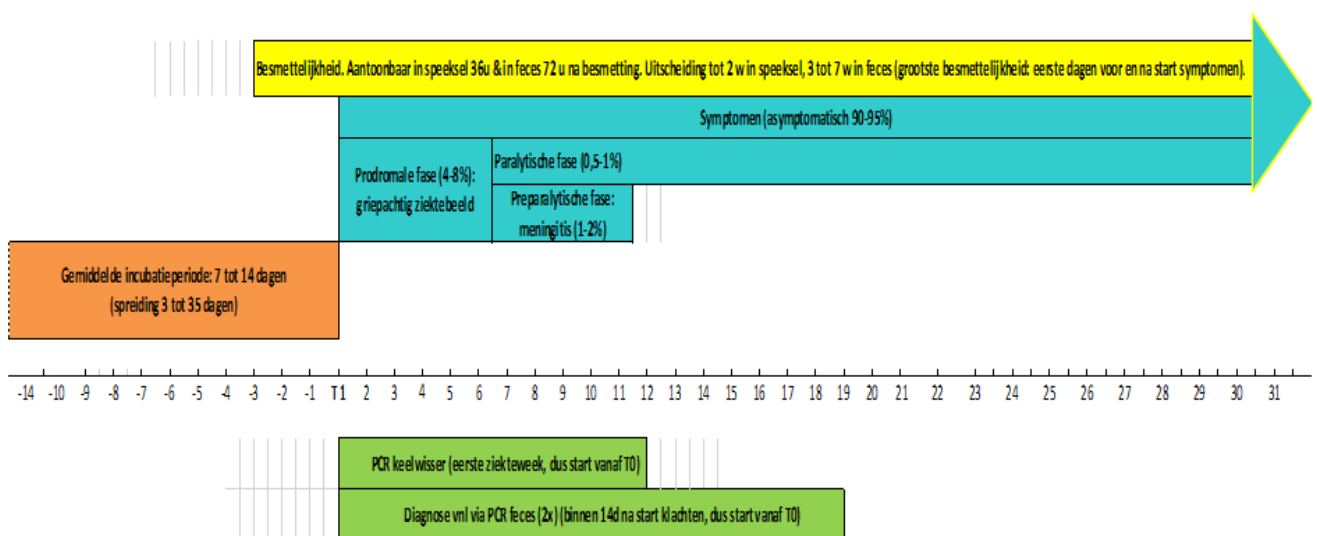 Besmettelijkheid. Aantoonbaar in speeksel 36u & in feces 72 u na besmetting. Uitscheiding tot 2 w in speeksel, 3 tot 7 w in feces (grootste besmettelijkheid: eerste dagen voor en na start symptomen).
Symptomen (asymptomatisch 90-95%)
Prodromale fase (4-8%):
griepachtig ziektebeeld
Paralytische fase (0,5-1%)
Preparalytische fase:
meningitis (1-2%)
Gemiddelde incubatieperiode: 7 tot 14 dagen
(spreiding 3 tot 35 dagen)
-14 -10 -9 -8 -7 -6 -5 -4 -3 -2 -1 T1 2 3 4 5 6 7 8 9 10 11 12 13 14 15 16 17 18 19 20 21 22 23 24 25 26 27 28 29 30 31
PCR keelwisser (eerste ziekteweek, dus start vanaf T0)
Diagnose vnl via PCR feces (2x) (binnen 14d na start klachten, dus start vanaf T0)